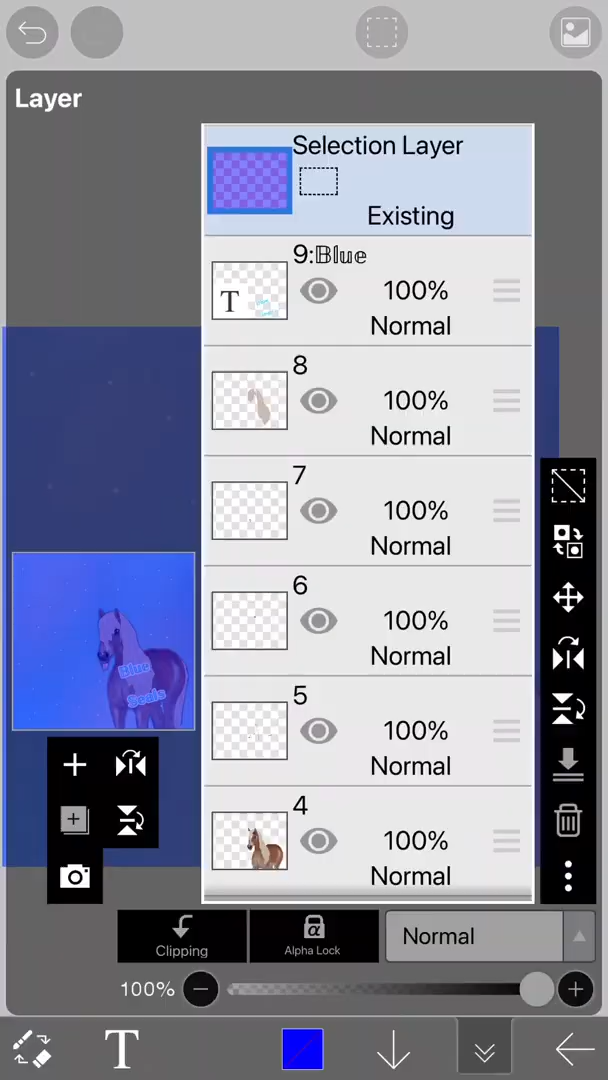 Layer
Selection Layer
Existing
9:𝔹𝕝𝕦𝕖
100%
Normal
T
8
100%
Normal
7
100%
Normal
6
100%
Normal
5
100%
Normal
4
100%
Normal
Blue
Seals
Clipping
α
Alpha Lock
Normal
100%
T